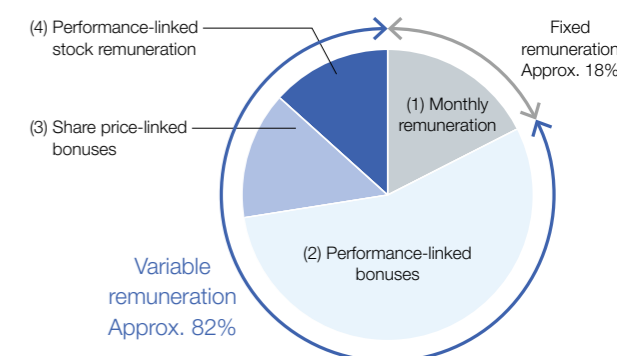 (4) Performance-linked
stock remuneration
Fixed
remuneration
Approx. 18%
(1) Monthly
remuneration
(3) Share price-linked
bonuses
(2) Performance-linked
bonuses
Variable
remuneration
Approx. 82%